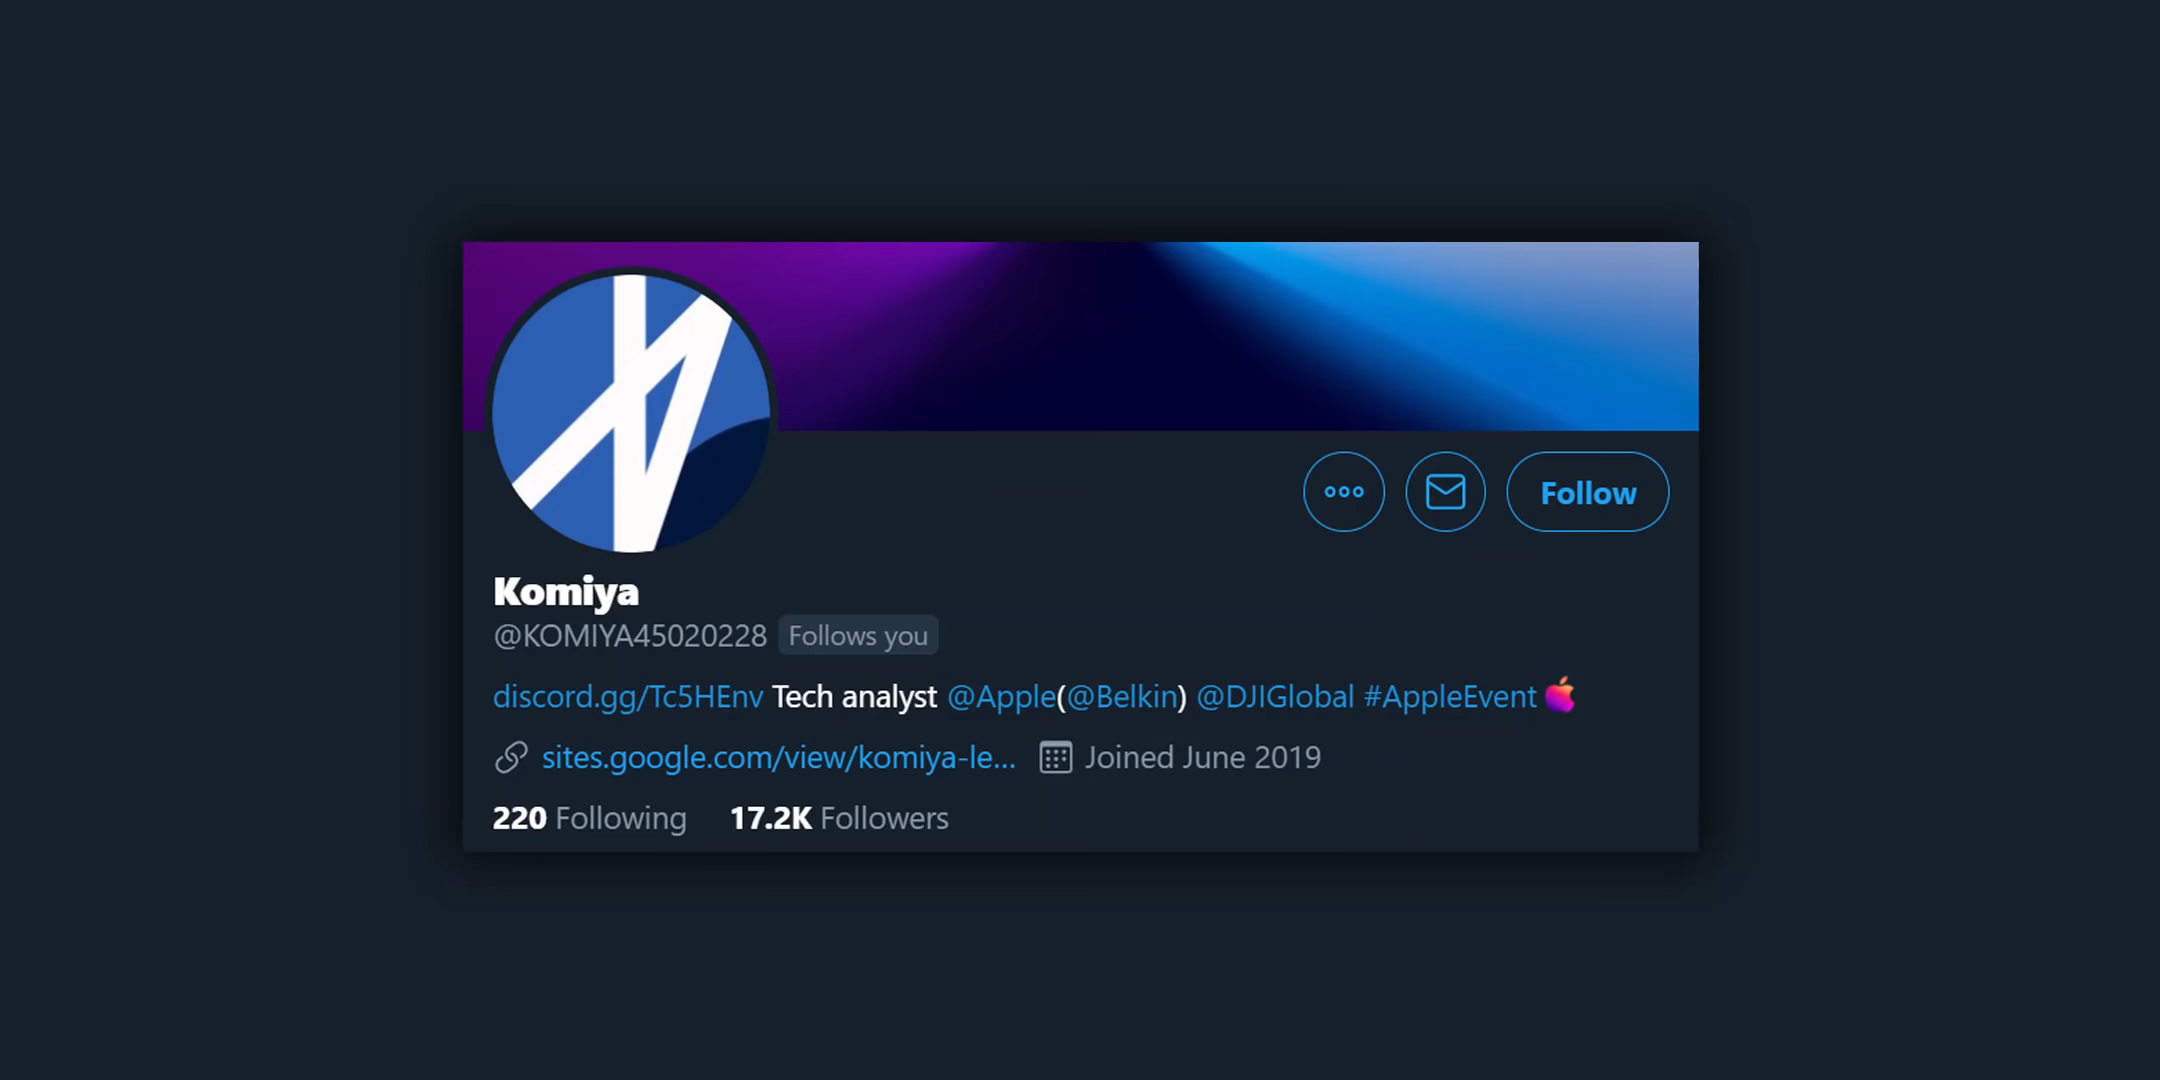 Follow
Komiya
@KOMIYA45020228 Follows you
discord.gg/Tc5HEnv Tech analyst @Apple(@Belkin) @DJIGlobal #AppleEvent
sites.google.com/view/komiya-le... Joined June 2019
220 Following 17.2K Followers